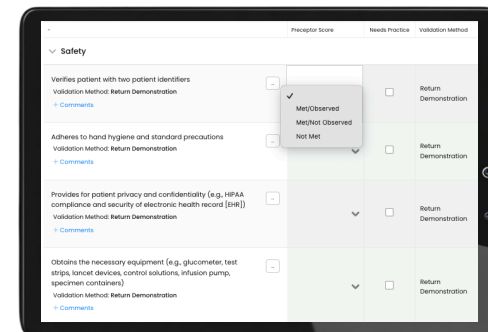 Preceptor Score Needs Practice Validation Method
Safety
Verifies patient with two patient identifiers
Validation Method: Return Demonstration
+ Comments
Return
Demonstration
Met/Observed
Met/Not Observed
Not Met
Adheres to hand hygiene and standard precautions
Validation Method: Return Demonstration
+ Comments
Return
Demonstration
Provides for patient privacy and confidentiality (e.g., HIPAA
compliance and security of electronic health record [EHR])
Validation Method: Return Demonstration
+ Comments
Return
Demonstration
Obtains the necessary equipment (e.g., glucometer, test
strips, lancet devices, control solutions, infusion pump,
specimen containers)
Validation Method: Return Demonstration
+ Comments
Return
Demonstration